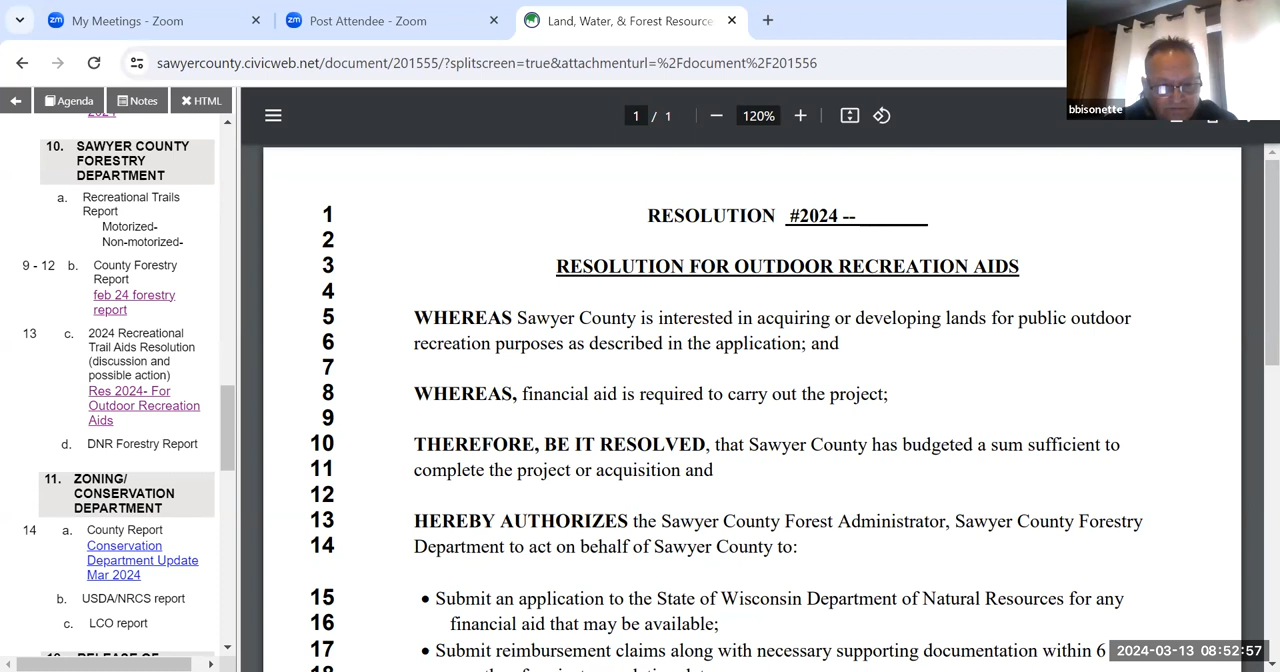 My Meetings - Zoom
Post Attendee - Zoom
Land, Water, & Forest Resource
sawyercounty.civicweb.net/document/201555/?splitscreen=true&attachmenturl=%2Fdocument%2F201556
bbisonette
Agenda
Notes
HTML
1 / 1
120%
2024
10. SAWYER COUNTY
FORESTRY
DEPARTMENT
a. Recreational Trails
Report
Motorized-
Non-motorized-
9 - 12 b. County Forestry
Report
feb 24 forestry
report
13 c. 2024 Recreational
Trail Aids Resolution
(discussion and
possible action)
Res 2024- For
Outdoor Recreation
Aids
d. DNR Forestry Report
11. ZONING/
CONSERVATION
DEPARTMENT
14 a. County Report
Conservation
Department Update
Mar 2024
b. USDA/NRCS report
c. LCO report
1 RESOLUTION #2024 -- ______
2
3 RESOLUTION FOR OUTDOOR RECREATION AIDS
4
5 WHEREAS Sawyer County is interested in acquiring or developing lands for public outdoor
6 recreation purposes as described in the application; and
7
8 WHEREAS, financial aid is required to carry out the project;
9
10 THEREFORE, BE IT RESOLVED, that Sawyer County has budgeted a sum sufficient to
11 complete the project or acquisition and
12
13 HEREBY AUTHORIZES the Sawyer County Forest Administrator, Sawyer County Forestry
14 Department to act on behalf of Sawyer County to:
15 • Submit an application to the State of Wisconsin Department of Natural Resources for any
16 financial aid that may be available;
17 • Submit reimbursement claims along with necessary supporting documentation within 6
2024-03-13 08:52:57